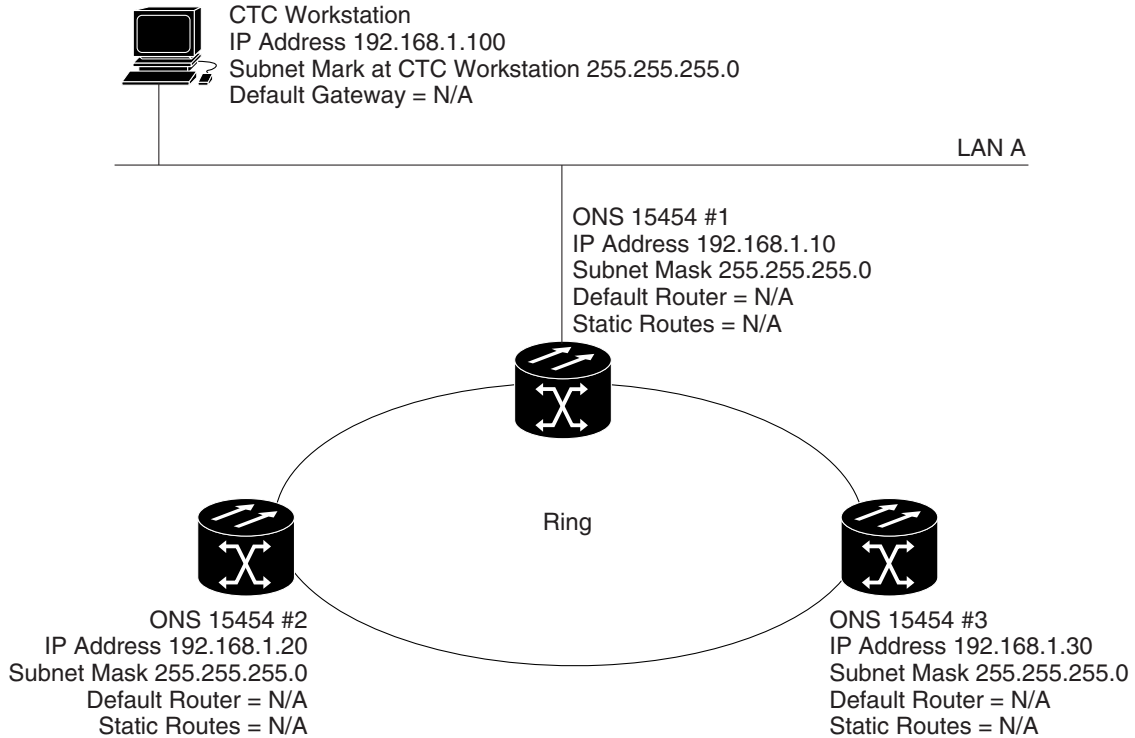 CTC Workstation
IP Address 192.168.1.100
Subnet Mark at CTC Workstation 255.255.255.0
Default Gateway = N/A
LAN A
ONS 15454 #1
IP Address 192.168.1.10
Subnet Mask 255.255.255.0
Default Router = N/A
Static Routes = N/A
Ring
ONS 15454 #2
IP Address 192.168.1.20
Subnet Mask 255.255.255.0
Default Router = N/A
Static Routes = N/A
ONS 15454 #3
IP Address 192.168.1.30
Subnet Mask 255.255.255.0
Default Router = N/A
Static Routes = N/A